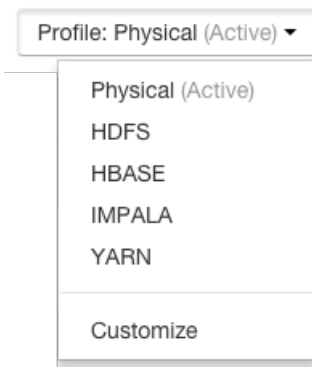 Profile: Physical (Active)
Physical (Active)
HDFS
HBASE
IMPALA
YARN
Customize